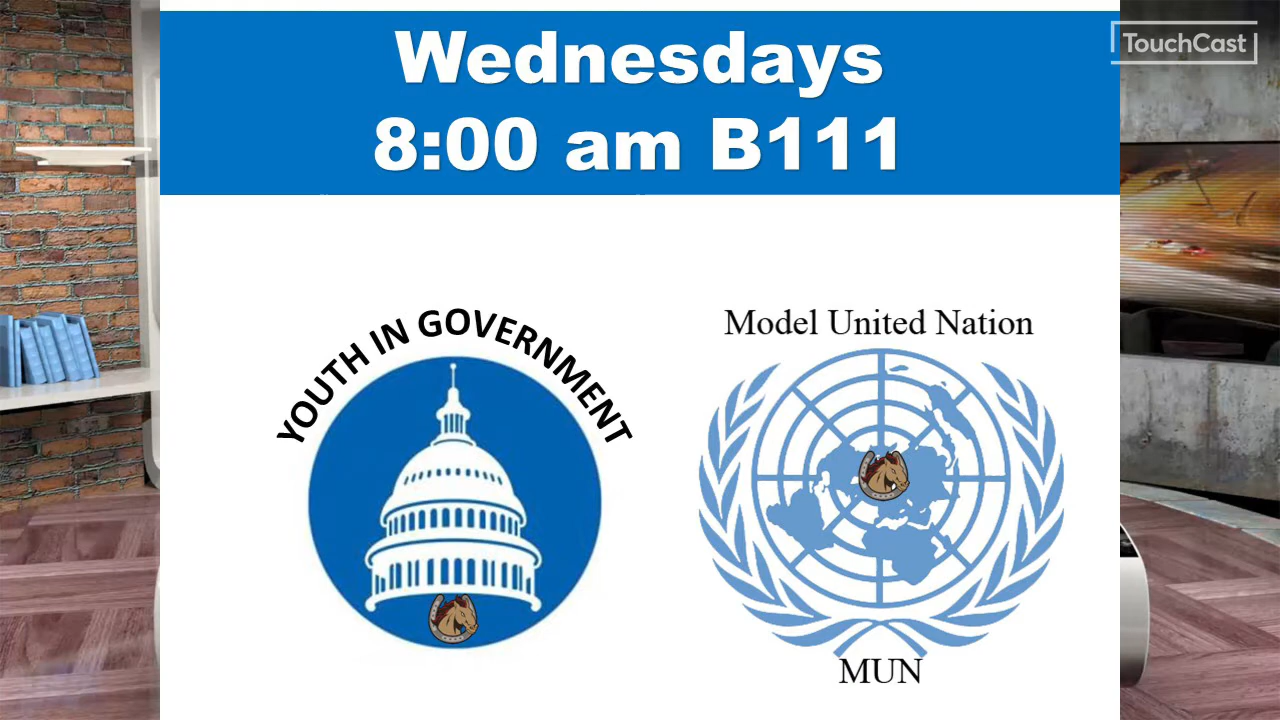 Wednesdays
8:00 am B111
TouchCast
YOUTH IN GOVERNMENT
Model United Nation
MUN